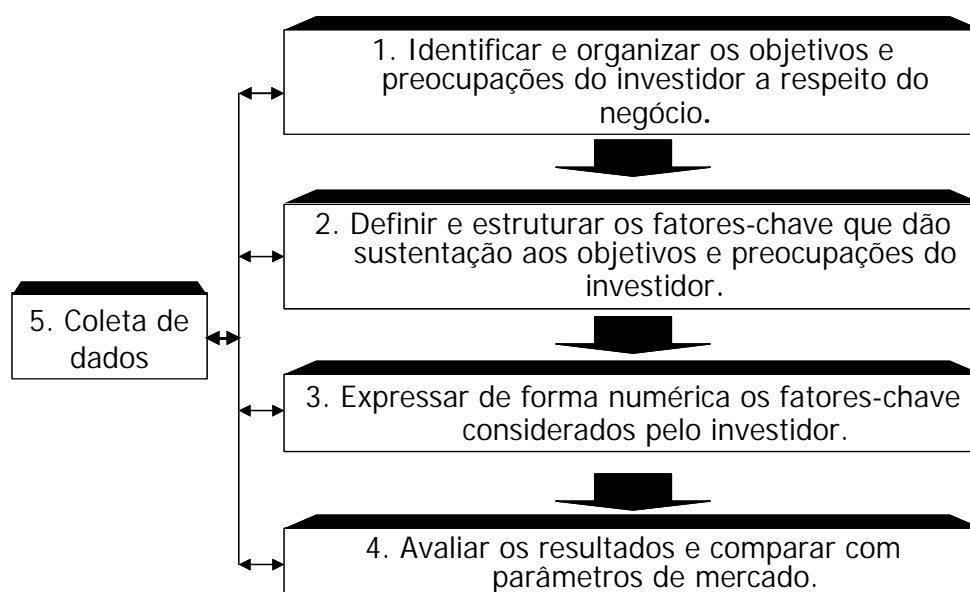 1. Identificar e organizar os objetivos e
preocupações do investidor a respeito do
negócio.
2. Definir e estruturar os fatores-chave que dão
sustentação aos objetivos e preocupações do
investidor.
5. Coleta de
dados
3. Expressar de forma numérica os fatores-chave
considerados pelo investidor.
4. Avaliar os resultados e comparar com
parâmetros de mercado.